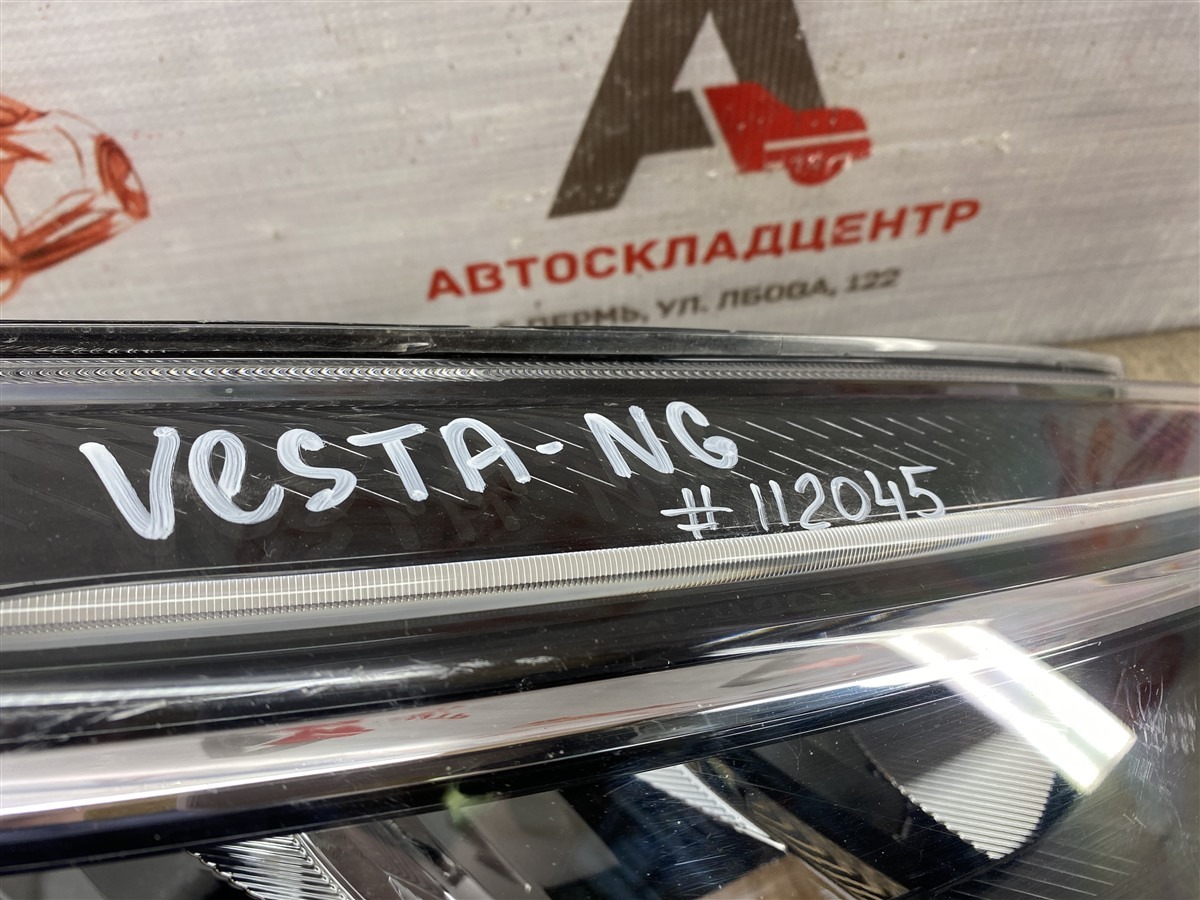 АВТОСКЛАДЦЕНТР
ПЕРМЬ, УЛ. ЛБОВА, 122
VeSTA-NG
#112045